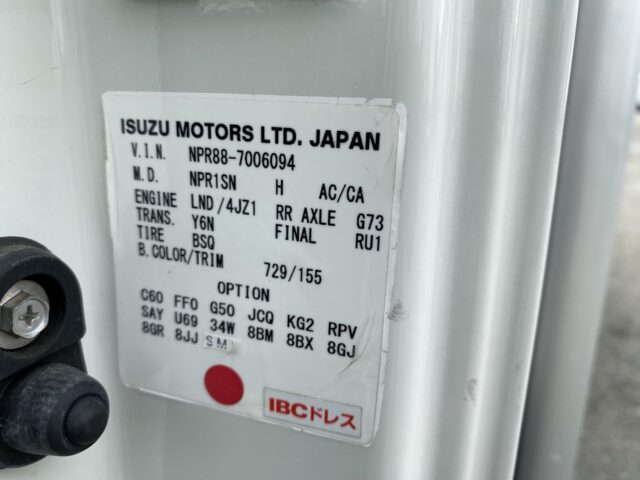 ISUZU MOTORS LTD. JAPAN
V.I.N. NPR88-7006094
M.D. NPR1SN H AC/CA
ENGINE LND/4JZ1 RR AXLE G73
TRANS. Y6N FINAL RU1
TIRE BSQ
B.COLOR/TRIM 729/155
OPTION
C60 FF0 G50 JCQ KG2 RPV
SAY U69 34W 8BM 8BX 8GJ
8GR 8JJ SM
IBCドレス